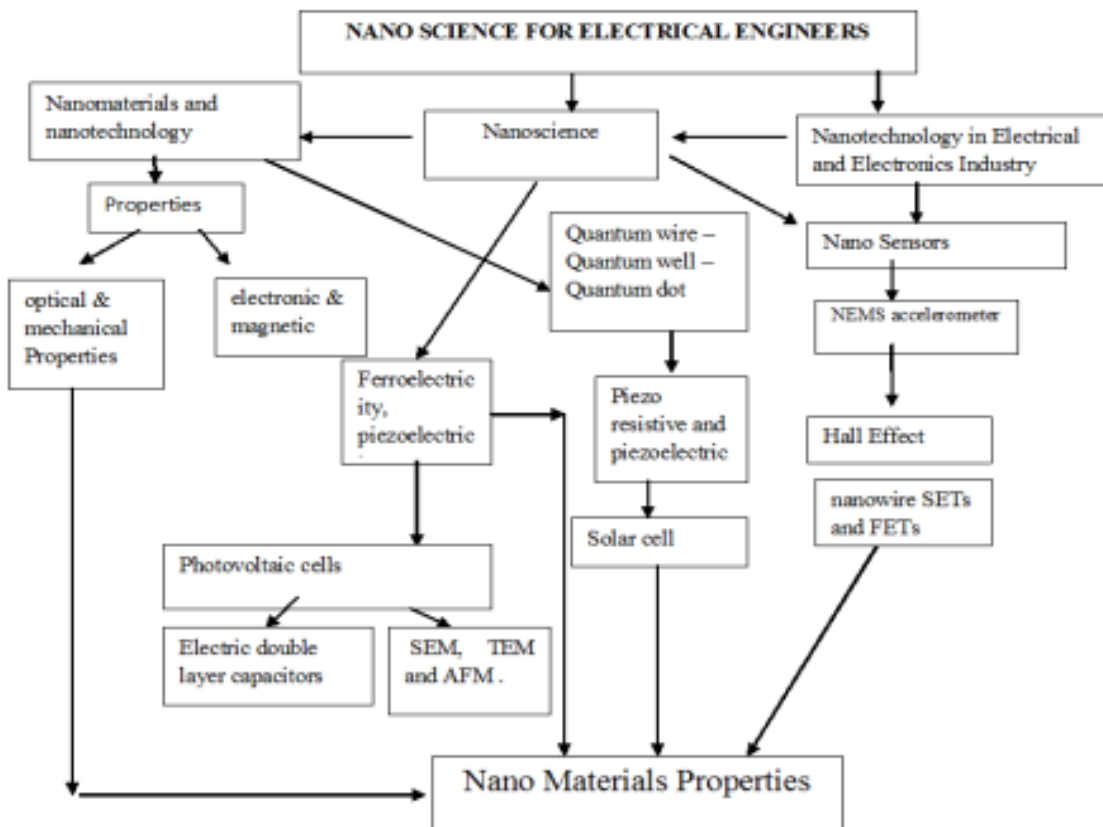 NANO SCIENCE FOR ELECTRICAL ENGINEERS
Nanomaterials and
nanotechnology
Nanoscience
Nanotechnology in Electrical
and Electronics Industry
Properties
Quantum wire –
Quantum well –
Quantum dot
Nano Sensors
optical &
mechanical
Properties
electronic &
magnetic
NEMS accelerometer
Ferroelectric
ity,
piezoelectric
Piezo
resistive and
piezoelectric
Hall Effect
nanowire SETs
and FETs
Solar cell
Photovoltaic cells
Electric double
layer capacitors
SEM, TEM
and AFM .
Nano Materials Properties